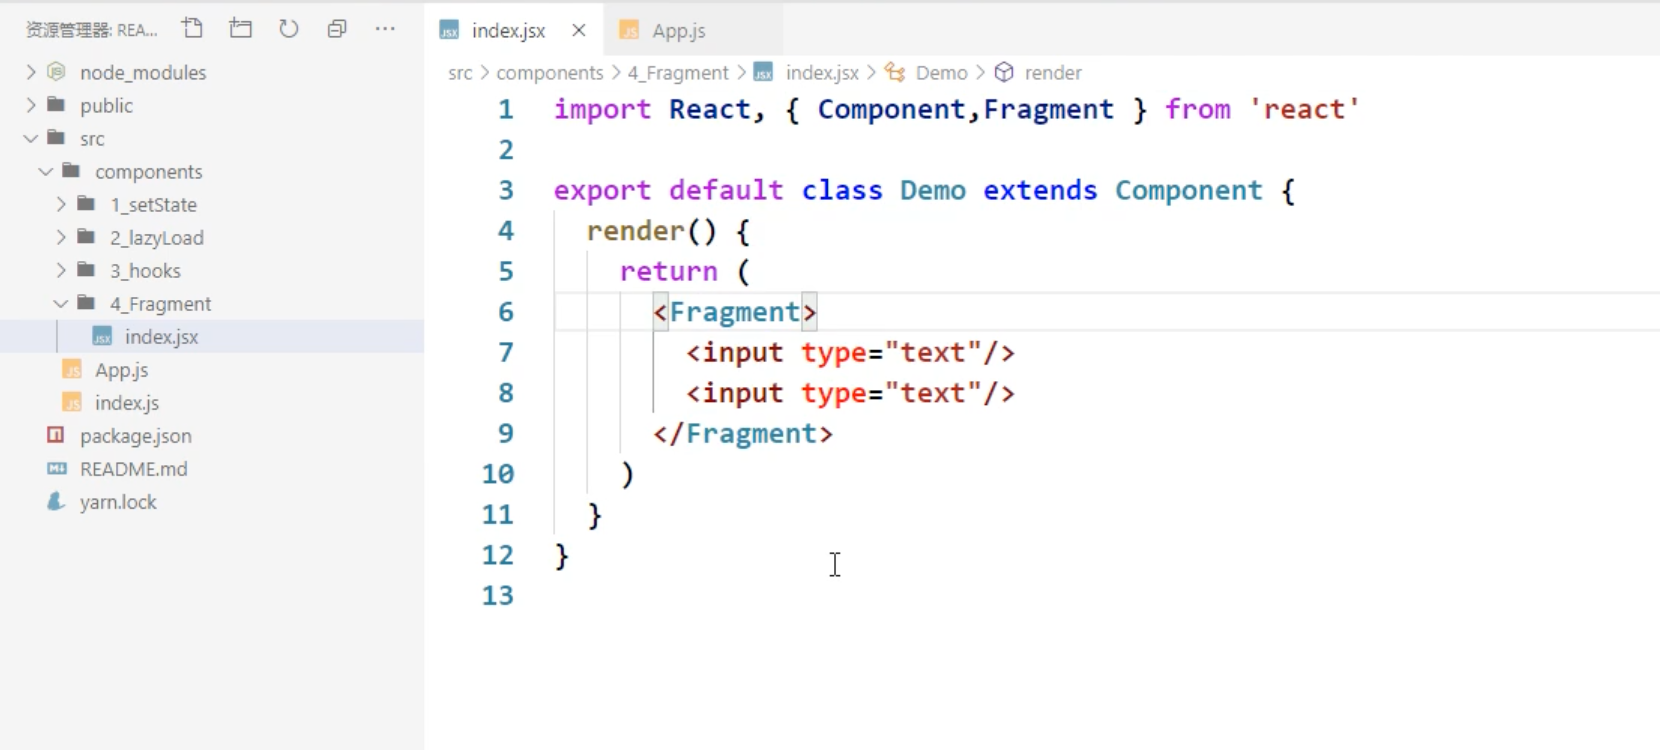 资源管理器: REA...
node_modules
public
src
components
1_setState
2_lazyLoad
3_hooks
4_Fragment
index.jsx
App.js
index.js
package.json
README.md
yarn.lock
index.jsx
App.js
src > components > 4_Fragment > index.jsx > Demo > render
1 import React, { Component,Fragment } from 'react'
2
3 export default class Demo extends Component {
4 render() {
5 return (
6 <Fragment>
7 <input type="text"/>
8 <input type="text"/>
9 </Fragment>
10 )
11 }
12 }
13